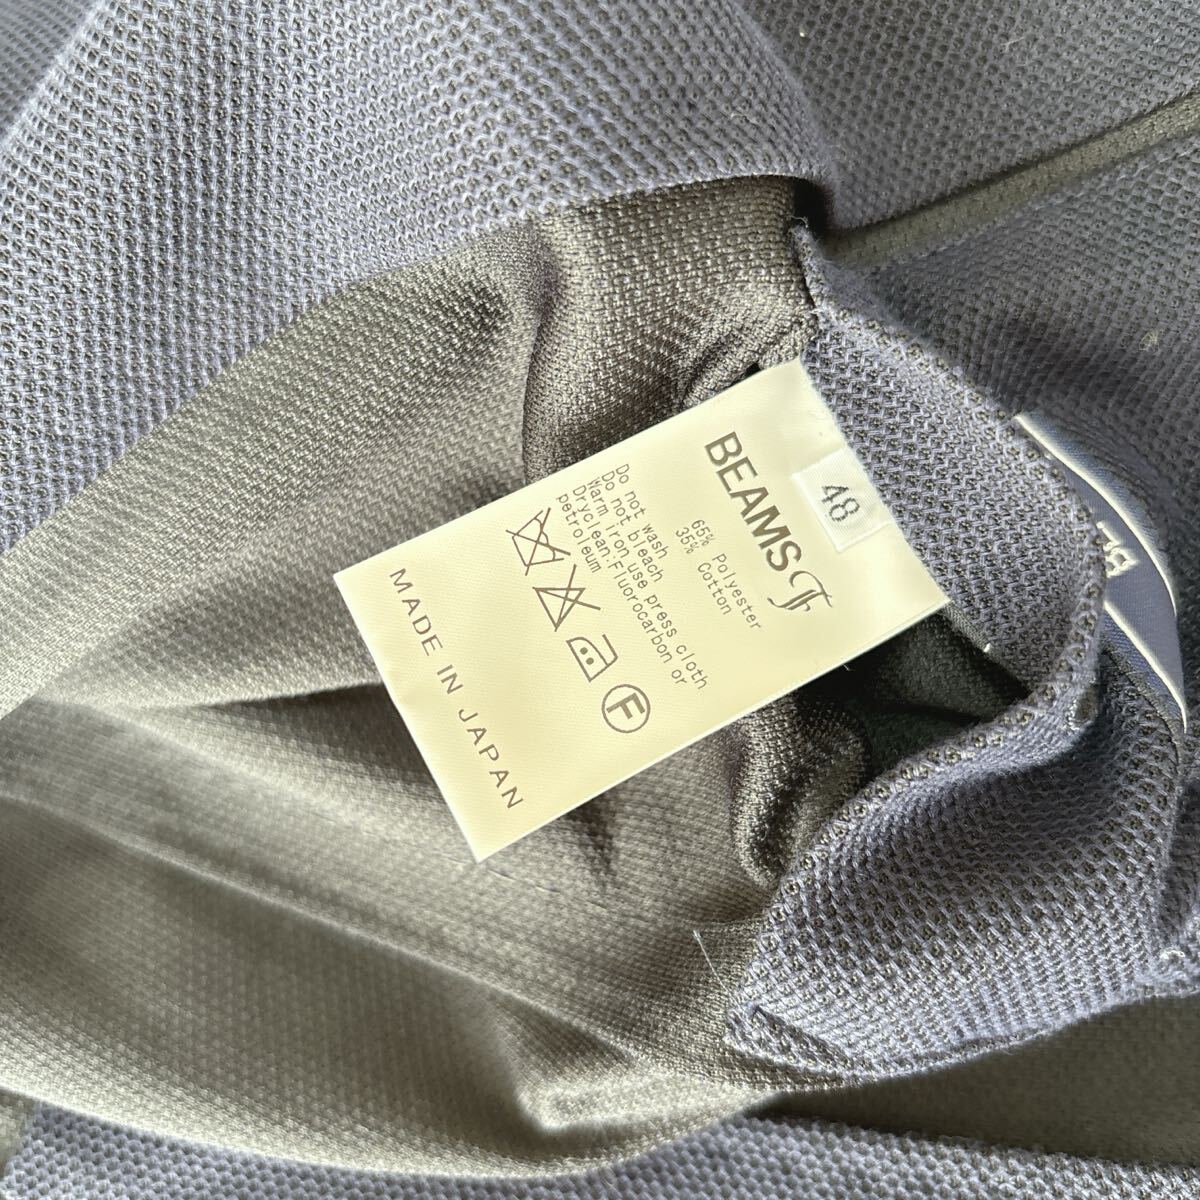 48
BEAMS F
65% Polyester
35% Cotton
Do not wash
Do not bleach
Warm iron,use press cloth
Dryclean:Fluorocarbon or
petroleum
F
MADE IN JAPAN